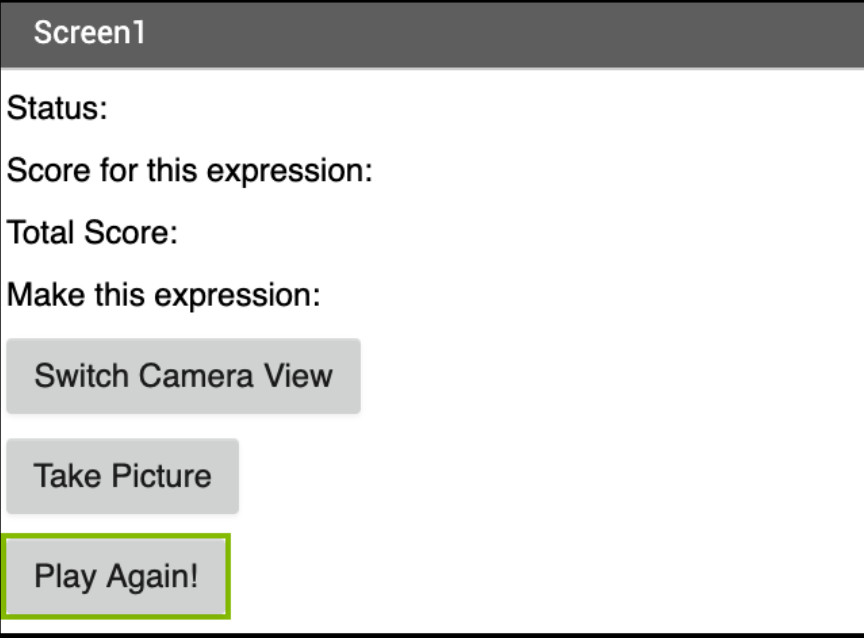 Screen1
Status:
Score for this expression:
Total Score:
Make this expression:
Switch Camera View
Take Picture
Play Again!